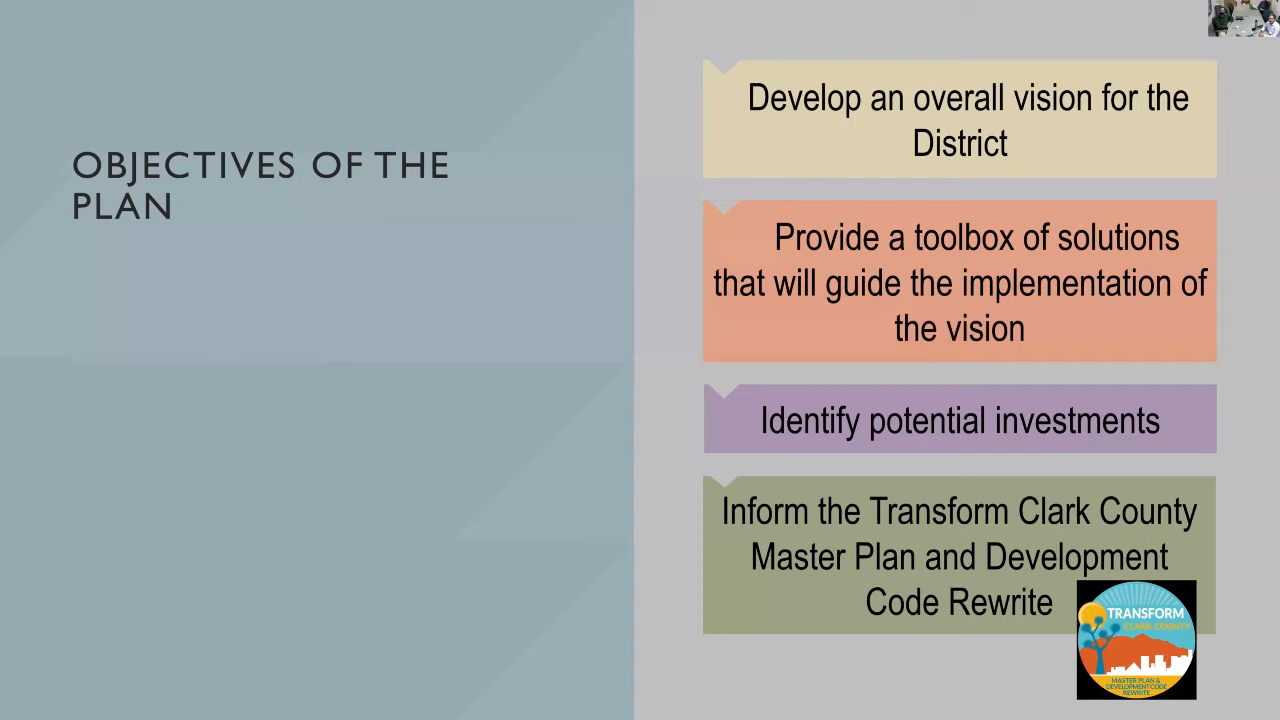 OBJECTIVES OF THE
PLAN
Develop an overall vision for the
District
Provide a toolbox of solutions
that will guide the implementation of
the vision
Identify potential investments
Inform the Transform Clark County
Master Plan and Development
Code Rewrite
TRANSFORM
CLARK COUNTY
MASTER PLAN &
DEVELOPMENT CODE
REWRITE